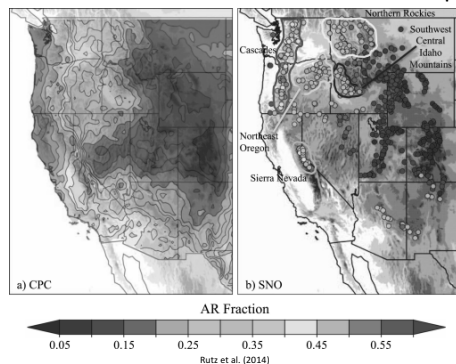 Northern Rockies
Southwest
Central
Idaho
Mountains
Cascades
Northeast
Oregon
Sierra Nevada
a) CPC
b) SNO
AR Fraction
0.05 0.15 0.25 0.35 0.45 0.55
Rutz et al. (2014)